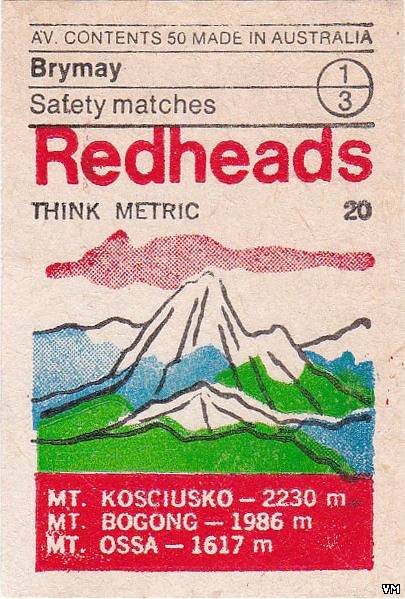 AV. CONTENTS 50 MADE IN AUSTRALIA
Brymay
Safety matches
1
3
Redheads
THINK METRIC 20
MT. KOSCIUSKO – 2230 m
MT. BOGONG – 1986 m
MT. OSSA – 1617 m
VM